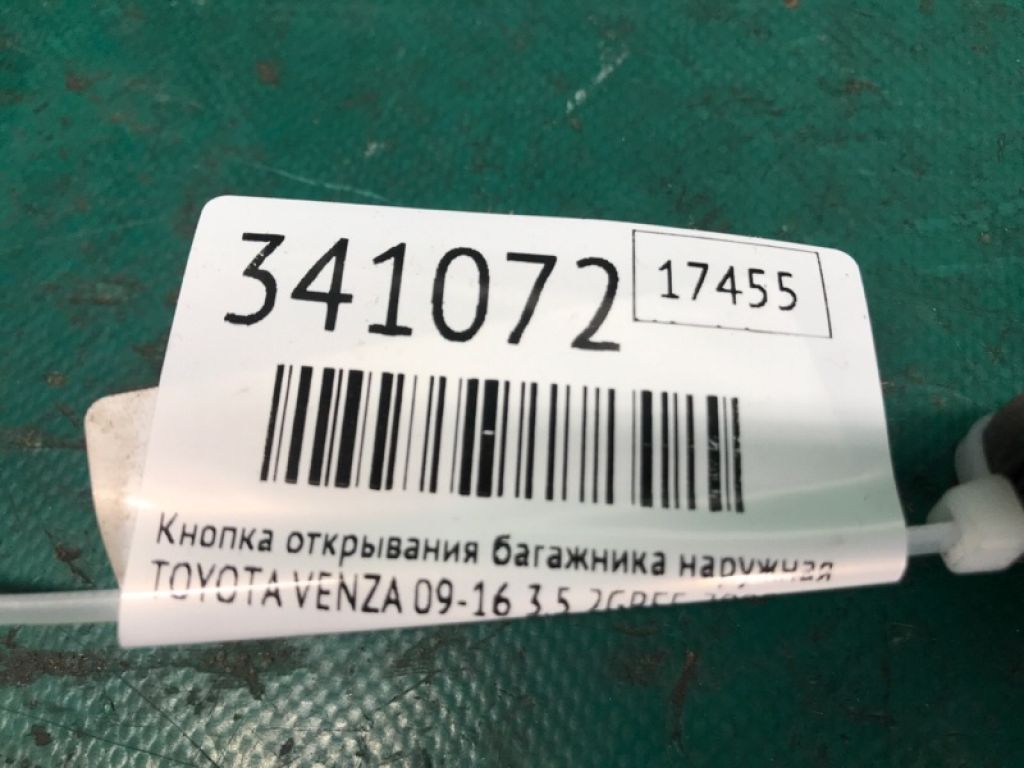 341072
17455
Кнопка открывания багажника наружная
TOYOTA VENZA 09-16 3.5